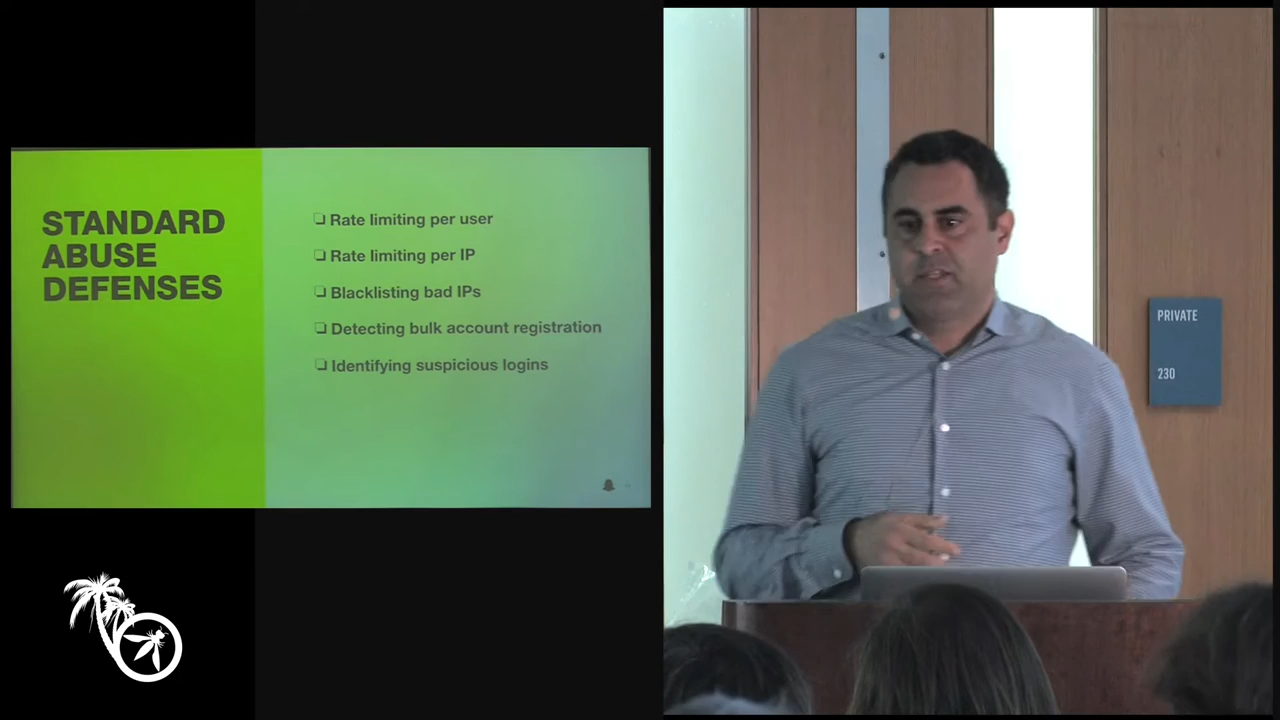 STANDARD
ABUSE
DEFENSES
❑ Rate limiting per user
❑ Rate limiting per IP
❑ Blacklisting bad IPs
❑ Detecting bulk account registration
❑ Identifying suspicious logins
PRIVATE
230